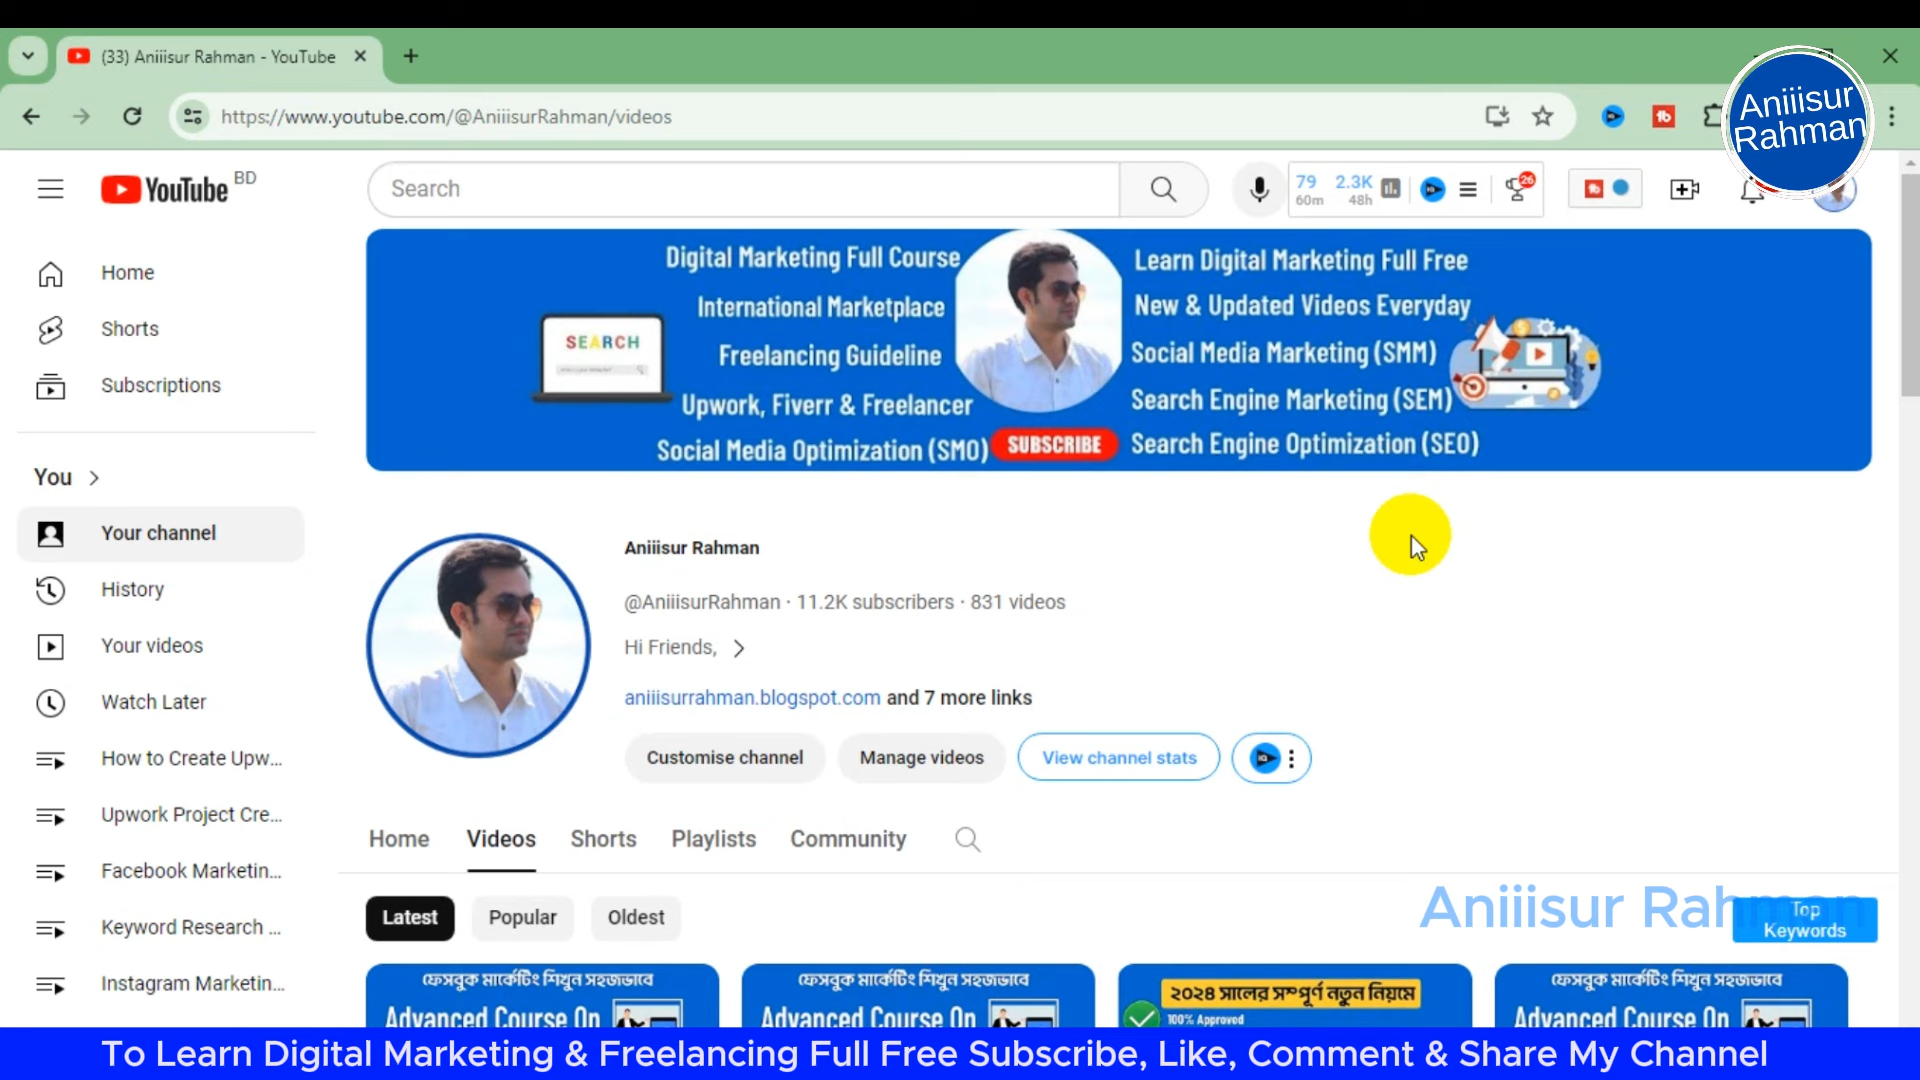 (33) Aniiisur Rahman - YouTube
https://www.youtube.com/@AniiisurRahman/videos
Aniiisur
Rahman
YouTube BD
Search
79
60m
2.3K
48h
26
Home
Shorts
Subscriptions
You
Your channel
History
Your videos
Watch Later
How to Create Upw...
Upwork Project Cre...
Facebook Marketin...
Keyword Research ...
Instagram Marketin...
SEARCH
Digital Marketing Full Course
International Marketplace
Freelancing Guideline
Upwork, Fiverr & Freelancer
Social Media Optimization (SMO)
SUBSCRIBE
Learn Digital Marketing Full Free
New & Updated Videos Everyday
Social Media Marketing (SMM)
Search Engine Marketing (SEM)
Search Engine Optimization (SEO)
Aniiisur Rahman
@AniiisurRahman · 11.2K subscribers · 831 videos
Hi Friends,
aniiisurrahman.blogspot.com and 7 more links
Customise channel
Manage videos
View channel stats
Home
Videos
Shorts
Playlists
Community
Latest
Popular
Oldest
Aniiisur Rahman
Top
Keywords
ফেসবুক মার্কেটিং শিখুন সহজভাবে
Advanced Course On
ফেসবুক মার্কেটিং শিখুন সহজভাবে
Advanced Course On
২০২৪ সালের সম্পূর্ণ নতুন নিয়মে
100% Approved
ফেসবুক মার্কেটিং শিখুন সহজভাবে
Advanced Course On
To Learn Digital Marketing & Freelancing Full Free Subscribe, Like, Comment & Share My Channel